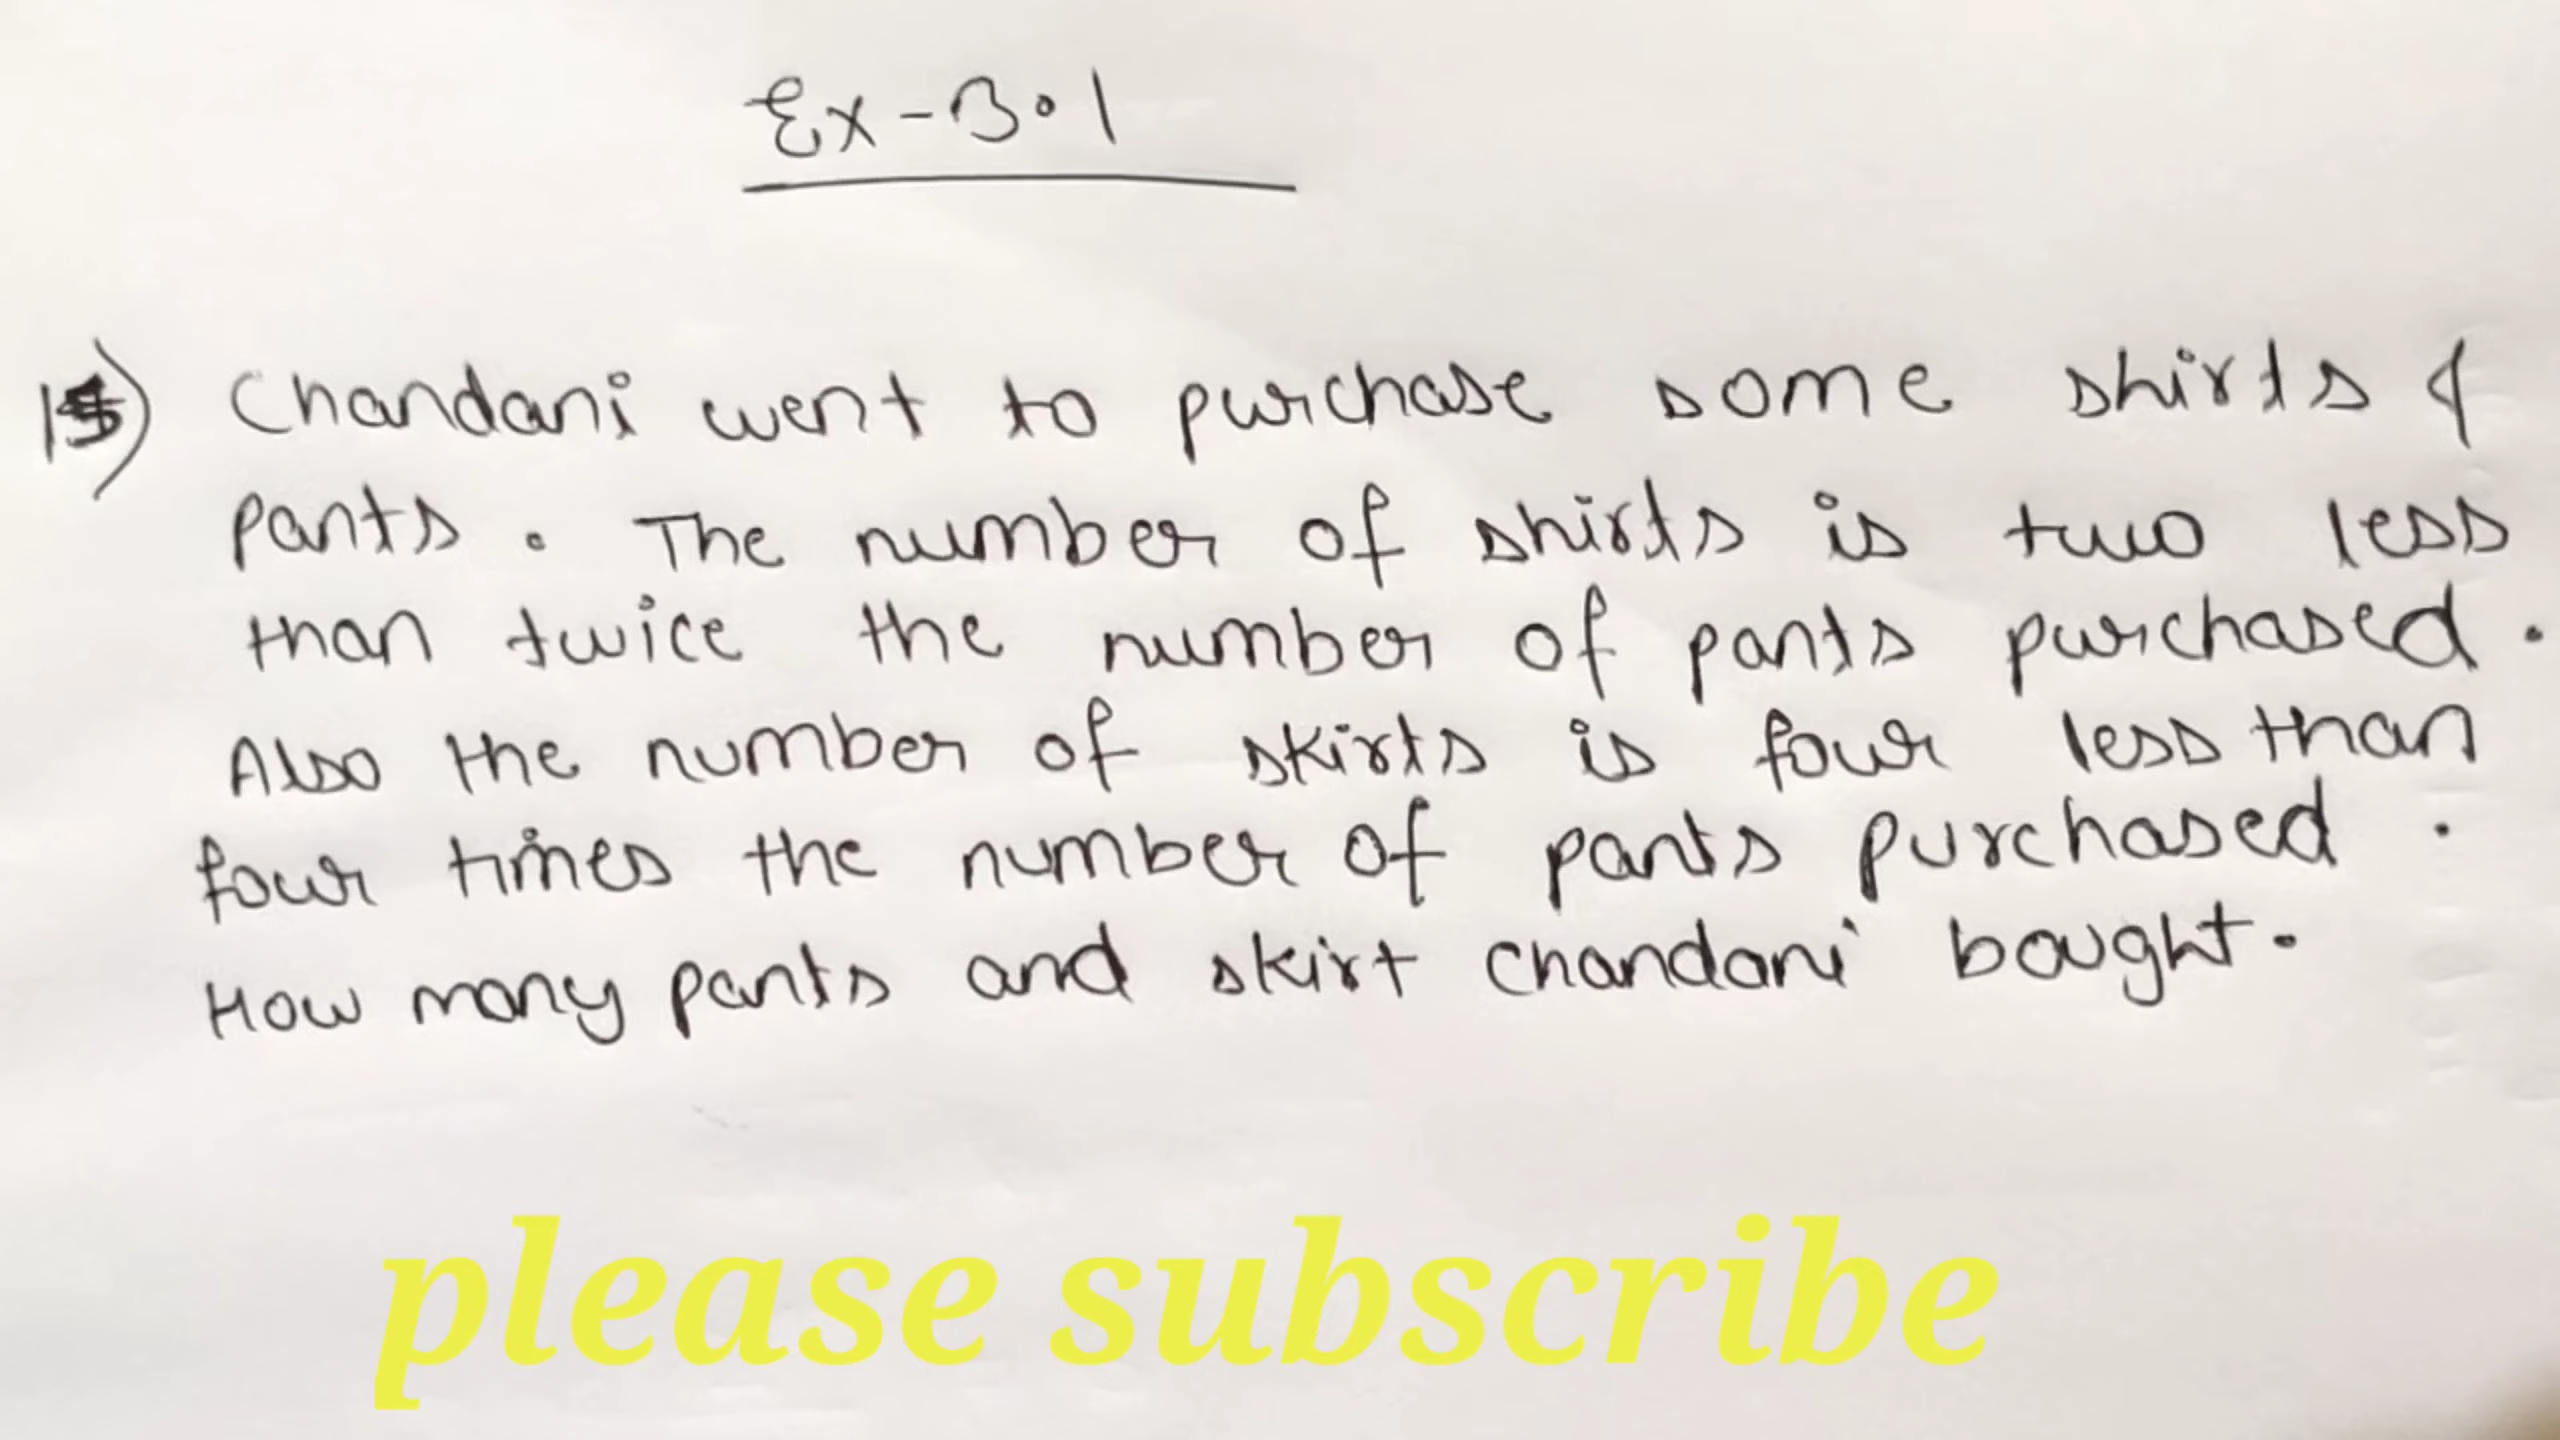 Ex-3.1
15) Chandani went to purchase some shirts &
pants. The number of shirts is two less
than twice the number of pants purchased.
Also the number of skirts is four less than
four times the number of pants purchased.
How many pants and skirt chandani bought.
please subscribe